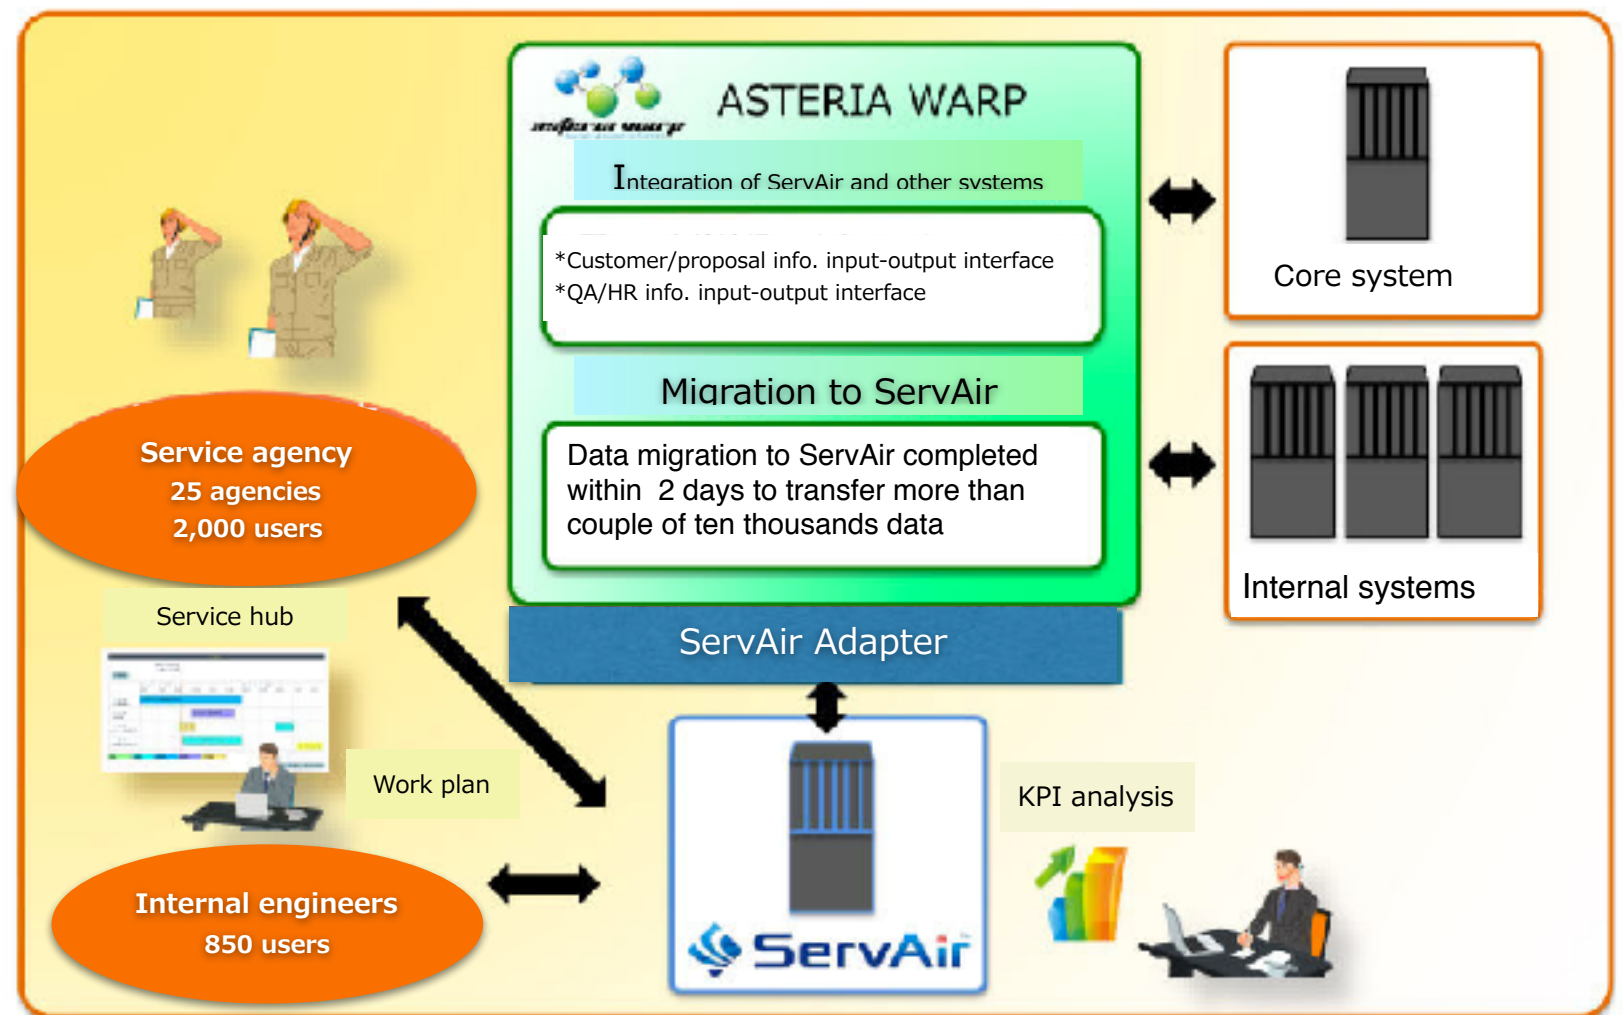 asteria warp
ASTERIA WARP
Integration of ServAir and other systems
*Customer/proposal info. input-output interface
*QA/HR info. input-output interface
Migration to ServAir
Data migration to ServAir completed
within 2 days to transfer more than
couple of ten thousands data
Core system
Internal systems
Service agency
25 agencies
2,000 users
Service hub
ServAir Adapter
Work plan
KPI analysis
Internal engineers
850 users
ServAir